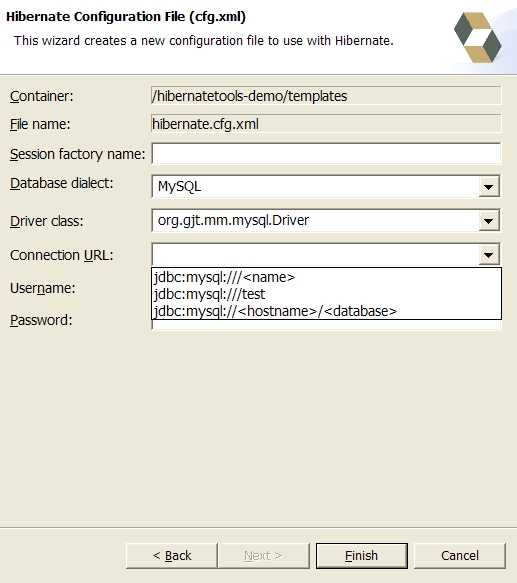 Hibernate Configuration File (cfg.xml)
This wizard creates a new configuration file to use with Hibernate.
Container: /hibernatetools-demo/templates
File name: hibernate.cfg.xml
Session factory name:
Database dialect: MySQL
Driver class: org.gjt.mm.mysql.Driver
Connection URL:
jdbc:mysql:///<name>
Username: jdbc:mysql:///test
jdbc:mysql://<hostname>/<database>
Password:
< Back Next > Finish Cancel